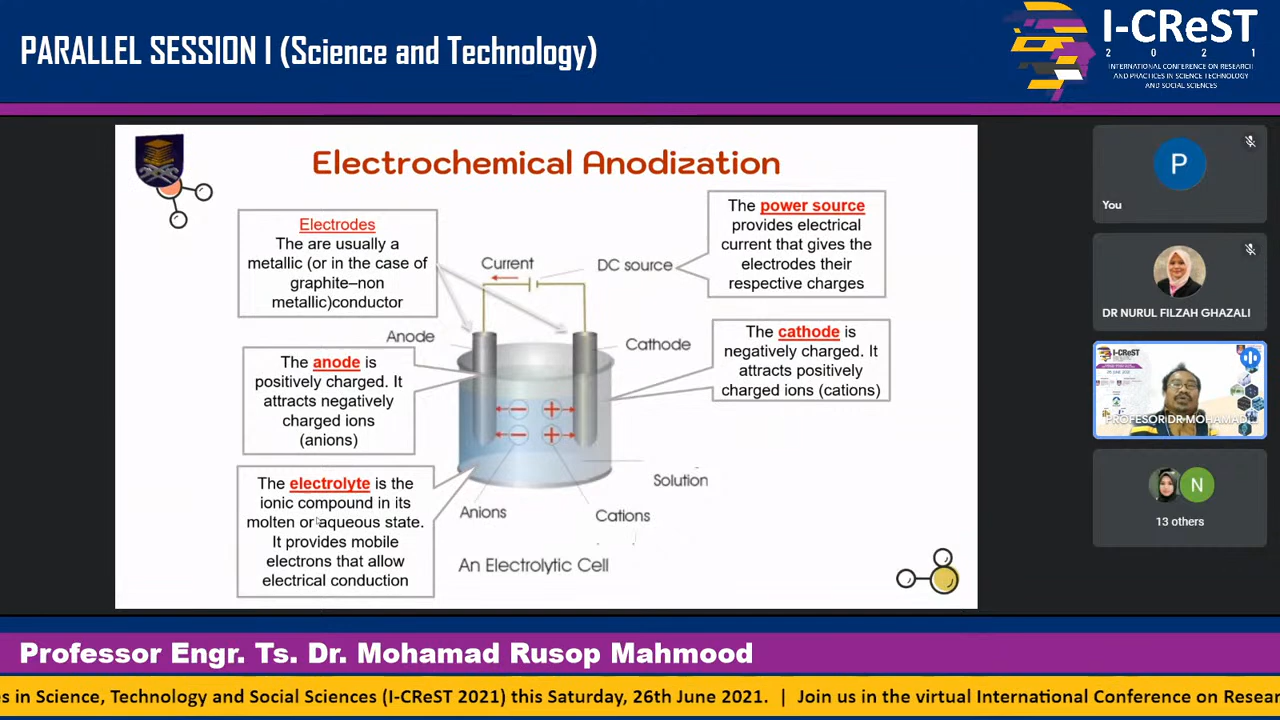 PARALLEL SESSION I (Science and Technology)
I-CReST
2 0 2 1
INTERNATIONAL CONFERENCE ON RESEARCH
AND PRACTICES IN SCIENCE TECHNOLOGY
AND SOCIAL SCIENCES
Electrochemical Anodization
Electrodes
The are usually a
metallic (or in the case of
graphite–non
metallic)conductor
The power source
provides electrical
current that gives the
electrodes their
respective charges
Current
DC source
Anode
Cathode
The anode is
positively charged. It
attracts negatively
charged ions
(anions)
The cathode is
negatively charged. It
attracts positively
charged ions (cations)
The electrolyte is the
ionic compound in its
molten or aqueous state.
It provides mobile
electrons that allow
electrical conduction
Solution
Anions
Cations
An Electrolytic Cell
P
You
DR NURUL FILZAH GHAZALI
I-CReST
PROFESOR DR MOHAMAD
N
13 others
Professor Engr. Ts. Dr. Mohamad Rusop Mahmood
es in Science, Technology and Social Sciences (I-CReST 2021) this Saturday, 26th June 2021. | Join us in the virtual International Conference on Resear